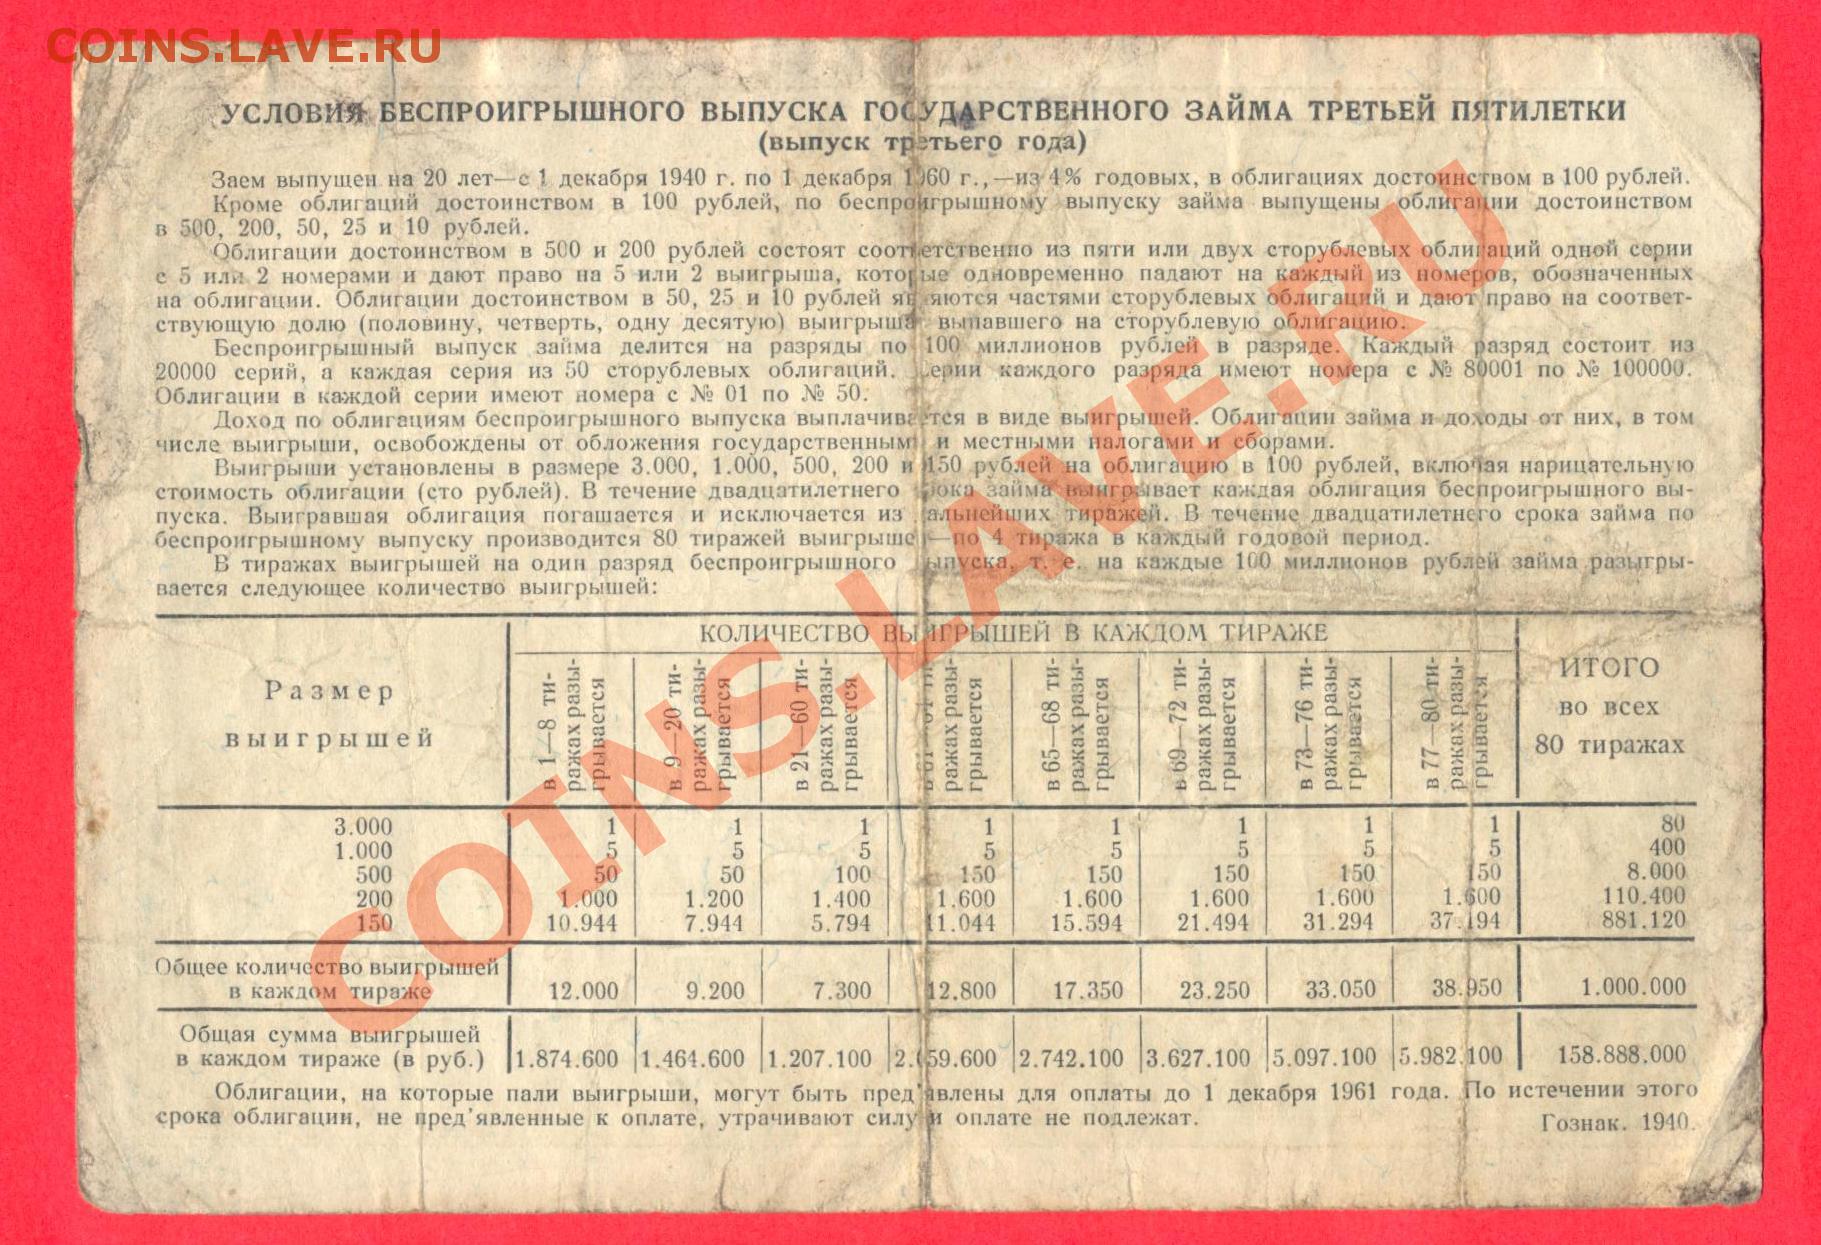 COINS.LAVE.RU
УСЛОВИЯ БЕСПРОИГРЫШНОГО ВЫПУСКА ГОСУДАРСТВЕННОГО ЗАЙМА ТРЕТЬЕЙ ПЯТИЛЕТКИ
(выпуск третьего года)
Заем выпущен на 20 лет—с 1 декабря 1940 г. по 1 декабря 1960 г.,—из 4% годовых, в облигациях достоинством в 100 рублей.
Кроме облигаций достоинством в 100 рублей, по беспроигрышному выпуску займа выпущены облигации достоинством
в 500, 200, 50, 25 и 10 рублей.
Облигации достоинством в 500 и 200 рублей состоят соответственно из пяти или двух сторублевых облигаций одной серии
с 5 или 2 номерами и дают право на 5 или 2 выигрыша, которые одновременно падают на каждый из номеров, обозначенных
на облигации. Облигации достоинством в 50, 25 и 10 рублей являются частями сторублевых облигаций и дают право на соответ-
ствующую долю (половину, четверть, одну десятую) выигрыша, выпавшего на сторублевую облигацию.
Беспроигрышный выпуск займа делится на разряды по 100 миллионов рублей в разряде. Каждый разряд состоит из
20000 серий, а каждая серия из 50 сторублевых облигаций. Серии каждого разряда имеют номера с № 80001 по № 100000.
Облигации в каждой серии имеют номера с № 01 по № 50.
Доход по облигациям беспроигрышного выпуска выплачивается в виде выигрышей. Облигации займа и доходы от них, в том
числе выигрыши, освобождены от обложения государственными и местными налогами и сборами.
Выигрыши установлены в размере 3.000, 1.000, 500, 200 и 150 рублей на облигацию в 100 рублей, включая нарицательную
стоимость облигации (сто рублей). В течение двадцатилетнего срока займа выигрывает каждая облигация беспроигрышного вы-
пуска. Выигравшая облигация погашается и исключается из дальнейших тиражей. В течение двадцатилетнего срока займа по
беспроигрышному выпуску производится 80 тиражей выигрышей—по 4 тиража в каждый годовой период.
В тиражах выигрышей на один разряд беспроигрышного выпуска, т. е. на каждые 100 миллионов рублей займа разыгры-
вается следующее количество выигрышей:
Размер
выигрышей
КОЛИЧЕСТВО ВЫИГРЫШЕЙ В КАЖДОМ ТИРАЖЕ
в 1—8 ти-
ражах разы-
грывается
в 9—20 ти-
ражах разы-
грывается
в 21—60 ти-
ражах разы-
грывается
в 61—64 ти-
ражах разы-
грывается
в 65—68 ти-
ражах разы-
грывается
в 69—72 ти-
ражах разы-
грывается
в 73—76 ти-
ражах разы-
грывается
в 77—80 ти-
ражах разы-
грывается
ИТОГО
во всех
80 тиражах
3.000 1 1 1 1 1 1 1 1 80
1.000 5 5 5 5 5 5 5 5 400
500 50 50 100 150 150 150 150 150 8.000
200 1.000 1.200 1.400 1.600 1.600 1.600 1.600 1.600 110.400
150 10.944 7.944 5.794 11.044 15.594 21.494 31.294 37.194 881.120
Общее количество выигрышей
в каждом тираже 12.000 9.200 7.300 12.800 17.350 23.250 33.050 38.950 1.000.000
Общая сумма выигрышей
в каждом тираже (в руб.) 1.874.600 1.464.600 1.207.100 2.059.600 2.742.100 3.627.100 5.097.100 5.982.100 158.888.000
Облигации, на которые пали выигрыши, могут быть пред'явлены для оплаты до 1 декабря 1961 года. По истечении этого
срока облигации, не пред'явленные к оплате, утрачивают силу и оплате не подлежат.
Гознак. 1940.
COINS.LAVE.RU